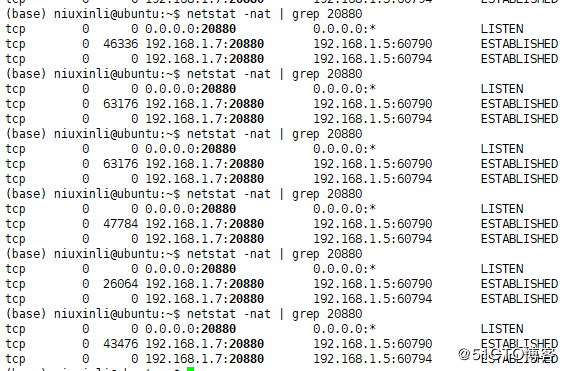 (base) niuxinli@ubuntu:~$ netstat -nat | grep 20880
tcp 0 0 0.0.0.0:20880 0.0.0.0:* LISTEN
tcp 0 46336 192.168.1.7:20880 192.168.1.5:60790 ESTABLISHED
tcp 0 0 192.168.1.7:20880 192.168.1.5:60794 ESTABLISHED
(base) niuxinli@ubuntu:~$ netstat -nat | grep 20880
tcp 0 0 0.0.0.0:20880 0.0.0.0:* LISTEN
tcp 0 63176 192.168.1.7:20880 192.168.1.5:60790 ESTABLISHED
tcp 0 0 192.168.1.7:20880 192.168.1.5:60794 ESTABLISHED
(base) niuxinli@ubuntu:~$ netstat -nat | grep 20880
tcp 0 0 0.0.0.0:20880 0.0.0.0:* LISTEN
tcp 0 63176 192.168.1.7:20880 192.168.1.5:60790 ESTABLISHED
tcp 0 0 192.168.1.7:20880 192.168.1.5:60794 ESTABLISHED
(base) niuxinli@ubuntu:~$ netstat -nat | grep 20880
tcp 0 0 0.0.0.0:20880 0.0.0.0:* LISTEN
tcp 0 47784 192.168.1.7:20880 192.168.1.5:60790 ESTABLISHED
tcp 0 0 192.168.1.7:20880 192.168.1.5:60794 ESTABLISHED
(base) niuxinli@ubuntu:~$ netstat -nat | grep 20880
tcp 0 0 0.0.0.0:20880 0.0.0.0:* LISTEN
tcp 0 26064 192.168.1.7:20880 192.168.1.5:60790 ESTABLISHED
tcp 0 0 192.168.1.7:20880 192.168.1.5:60794 ESTABLISHED
(base) niuxinli@ubuntu:~$ netstat -nat | grep 20880
tcp 0 0 0.0.0.0:20880 0.0.0.0:* LISTEN
tcp 0 43476 192.168.1.7:20880 192.168.1.5:60790 ESTABLISHED
tcp 0 0 192.168.1.7:20880 192.168.1.5:60794 ESTABLISHED
@51CTO博客